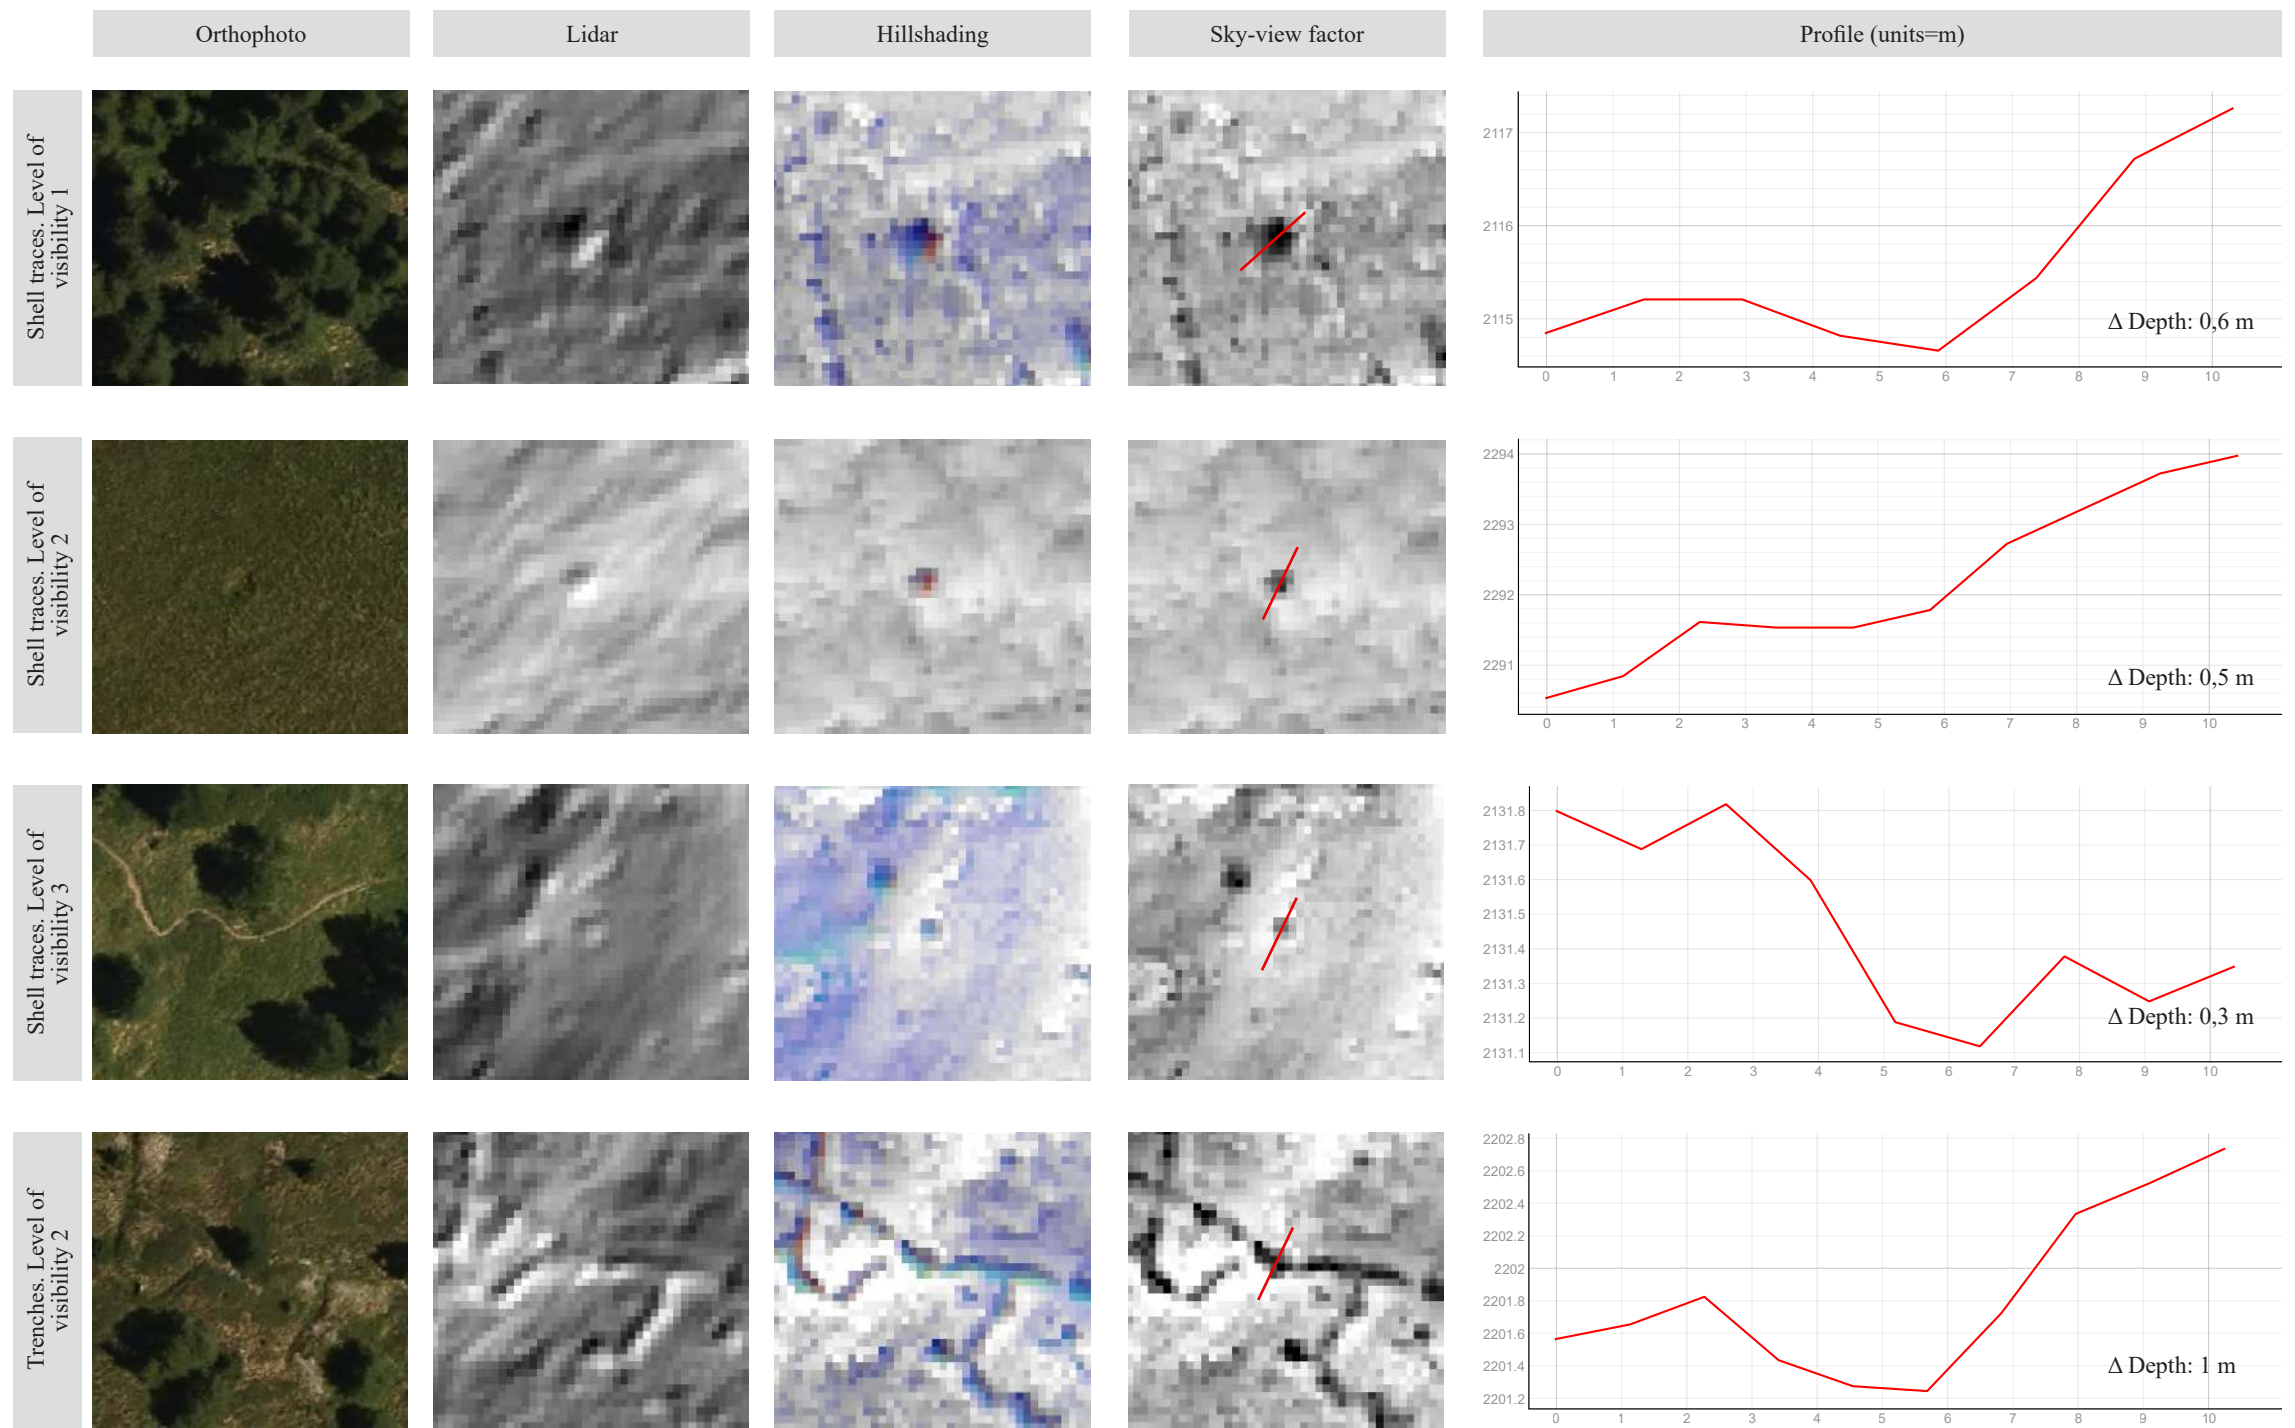 Orthophoto
Lidar
Hillshading
Sky-view factor
Profile (units=m)
Shell traces. Level of
visibility 1
2117
2116
2115
Δ Depth: 0,6 m
0 1 2 3 4 5 6 7 8 9 10
Shell traces. Level of
visibility 2
2294
2293
2292
2291
Δ Depth: 0,5 m
0 1 2 3 4 5 6 7 8 9 10
Shell traces. Level of
visibility 3
2131.8
2131.7
2131.6
2131.5
2131.4
2131.3
2131.2
2131.1
Δ Depth: 0,3 m
0 1 2 3 4 5 6 7 8 9 10
Trenches. Level of
visibility 2
2202.8
2202.6
2202.4
2202.2
2202
2201.8
2201.6
2201.4
2201.2
Δ Depth: 1 m
0 1 2 3 4 5 6 7 8 9 10